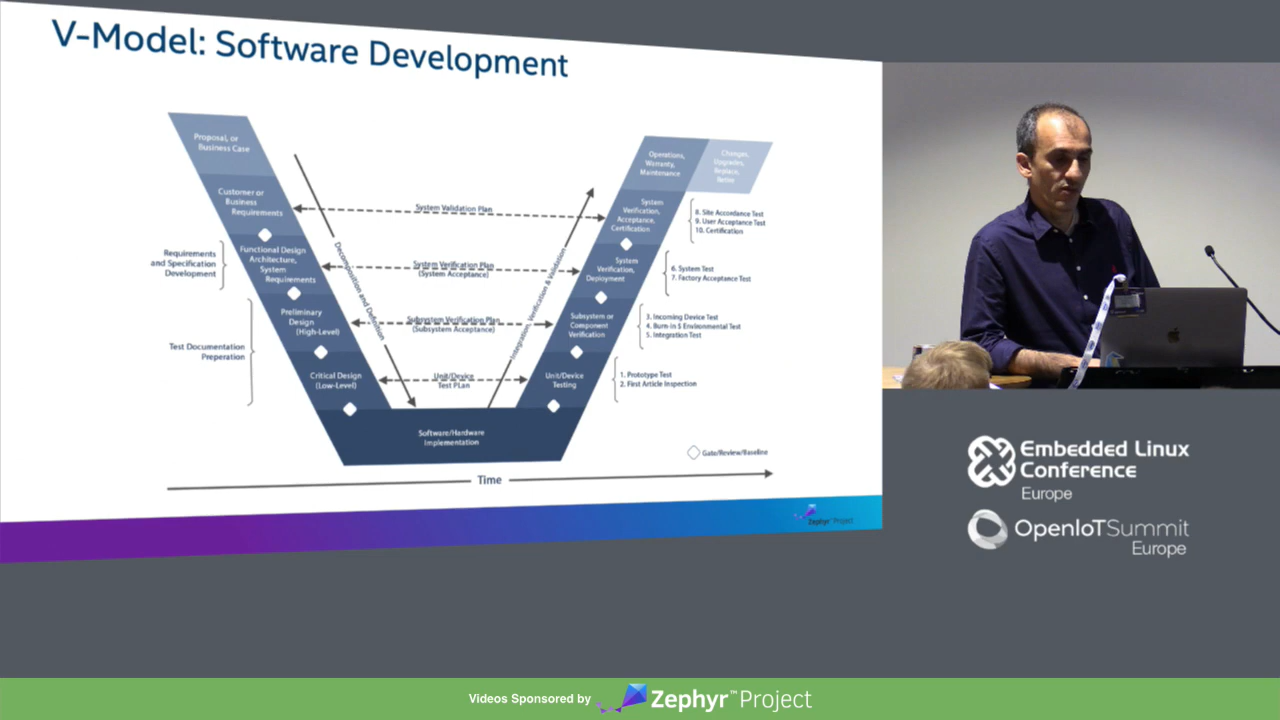 V-Model: Software Development
Proposal, or
Business Case
Customer or
Business
Requirements
Functional Design
Architecture,
System
Requirements
Preliminary
Design
(High-Level)
Critical Design
(Low-Level)
Requirements
and Specification
Development
Test Documentation
Preperation
Decomposition and Definition
System Validation Plan
System Verification Plan
(System Acceptance)
Subsystem Verification Plan
(Subsystem Acceptance)
Unit/Device
Test PLan
Integration, Verification & Validation
Software/Hardware
Implementation
Operations,
Warranty,
Maintenance
Changes,
Upgrades,
Replace,
Retire
System
Verification,
Acceptance,
Certification
System
Verification,
Deployment
Subsystem or
Component
Verification
Unit/Device
Testing
8. Site Accordance Test
9. User Acceptance Test
10. Certification
6. System Test
7. Factory Acceptance Test
3. Incoming Device Test
4. Burn-in $ Environmental Test
5. Integration Test
1. Prototype Test
2. First Article Inspection
Gate/Review/Baseline
Time
Zephyr™ Project
Embedded Linux
Conference
Europe
OpenIoTSummit
Europe
Videos Sponsored by
Zephyr™Project